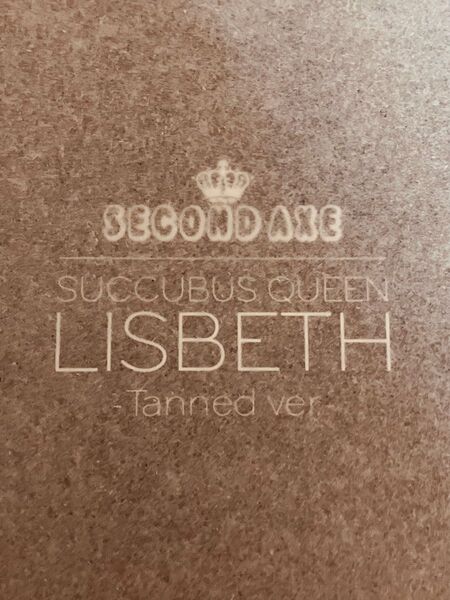 SECOND AXE
SUCCUBUS QUEEN
LISBETH
-Tanned ver.-